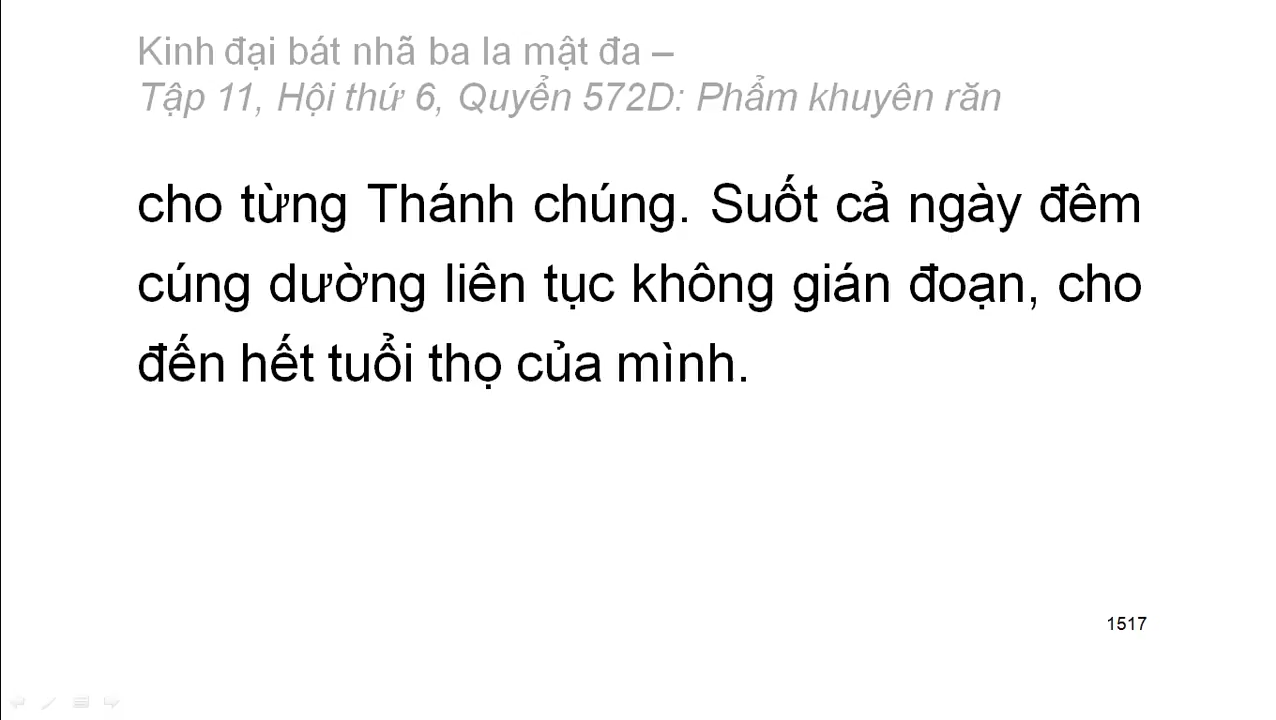 Kinh đại bát nhã ba la mật đa –
Tập 11, Hội thứ 6, Quyển 572D: Phẩm khuyên răn
cho từng Thánh chúng. Suốt cả ngày đêm
cúng dường liên tục không gián đoạn, cho
đến hết tuổi thọ của mình.
1517